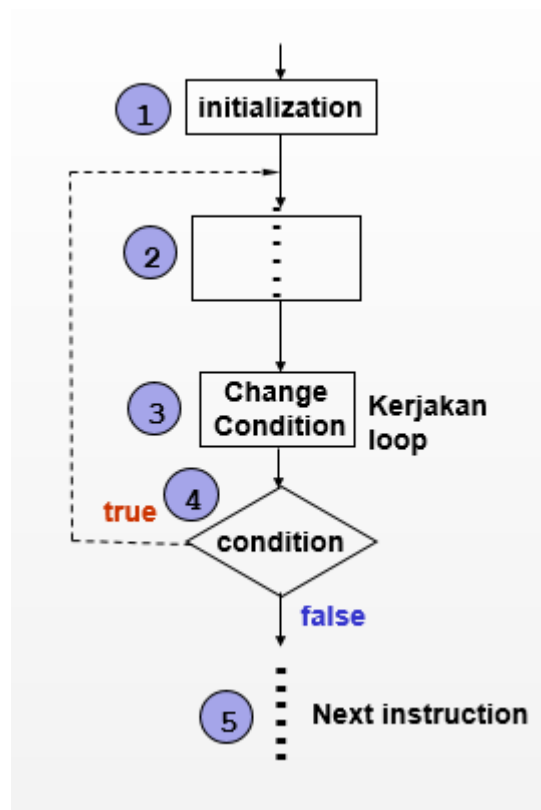 1
initialization
2
3
Change
Condition
Kerjakan
loop
4
true
condition
false
5
Next instruction